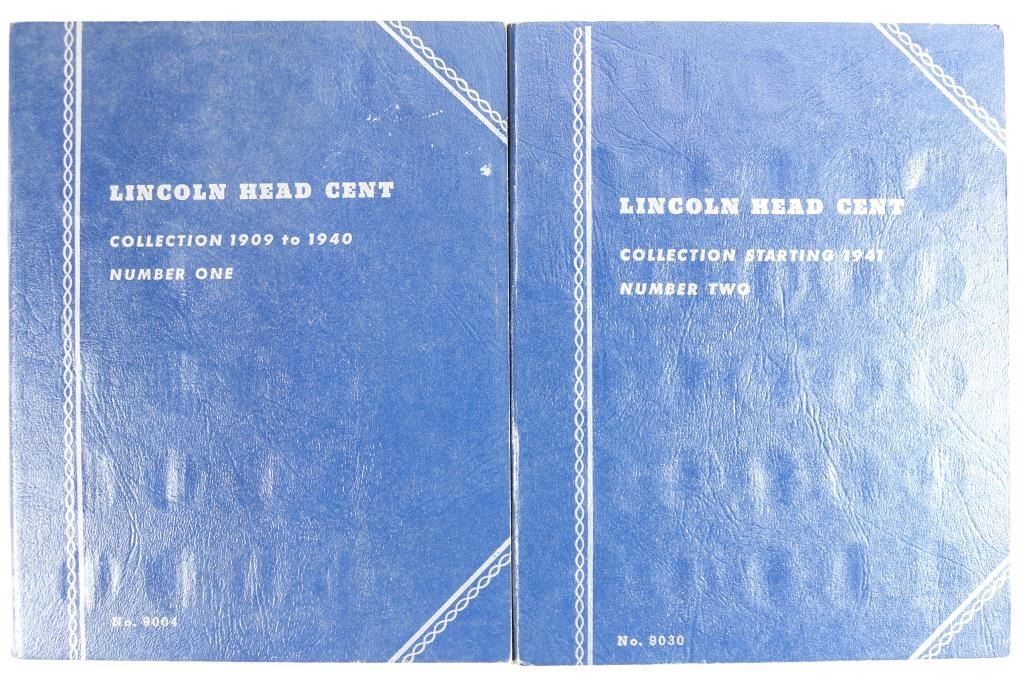 LINCOLN HEAD CENT
COLLECTION 1909 to 1940
NUMBER ONE
No. 9004
LINCOLN HEAD CENT
COLLECTION STARTING 1941
NUMBER TWO
No. 9030